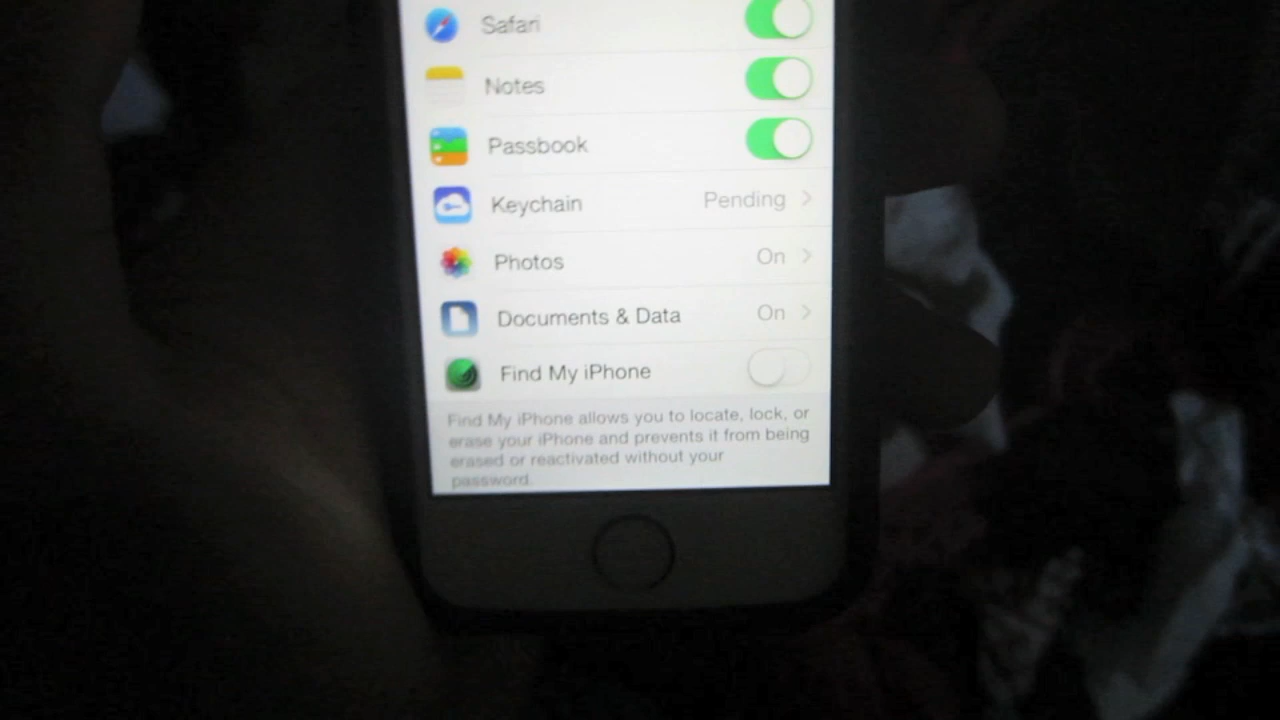 Safari
Notes
Passbook
Keychain Pending
Photos On
Documents & Data On
Find My iPhone
Find My iPhone allows you to locate, lock, or
erase your iPhone and prevents it from being
erased or reactivated without your
password.